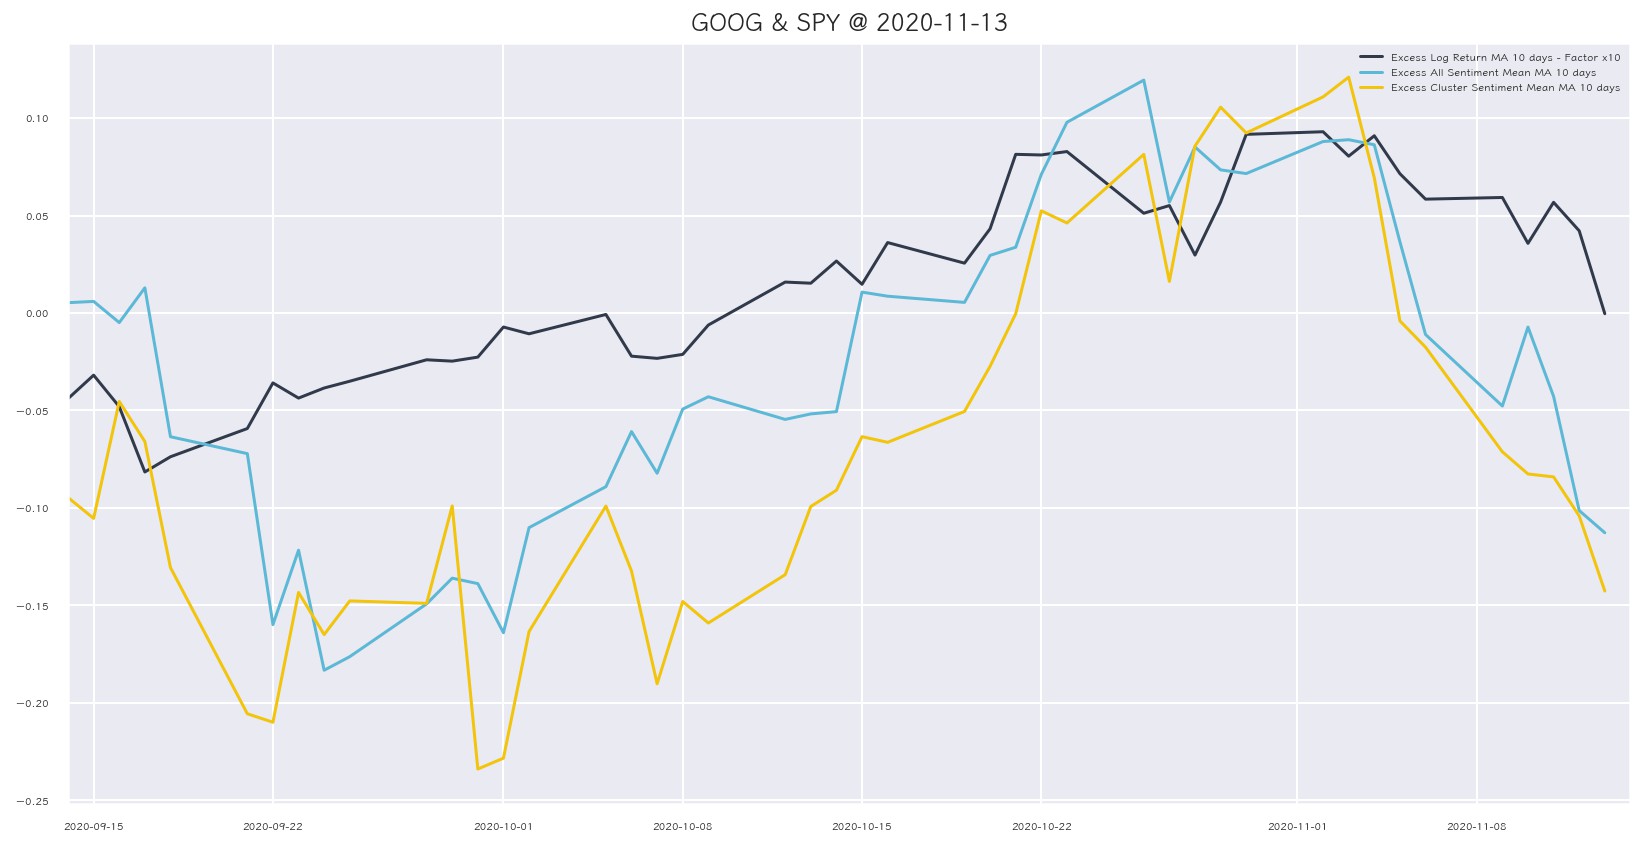 GOOG & SPY @ 2020-11-13
Excess Log Return MA 10 days - Factor x10
Excess All Sentiment Mean MA 10 days
Excess Cluster Sentiment Mean MA 10 days
0.10
0.05
0.00
−0.05
−0.10
−0.15
−0.20
−0.25
2020-09-15 2020-09-22 2020-10-01 2020-10-08 2020-10-15 2020-10-22 2020-11-01 2020-11-08